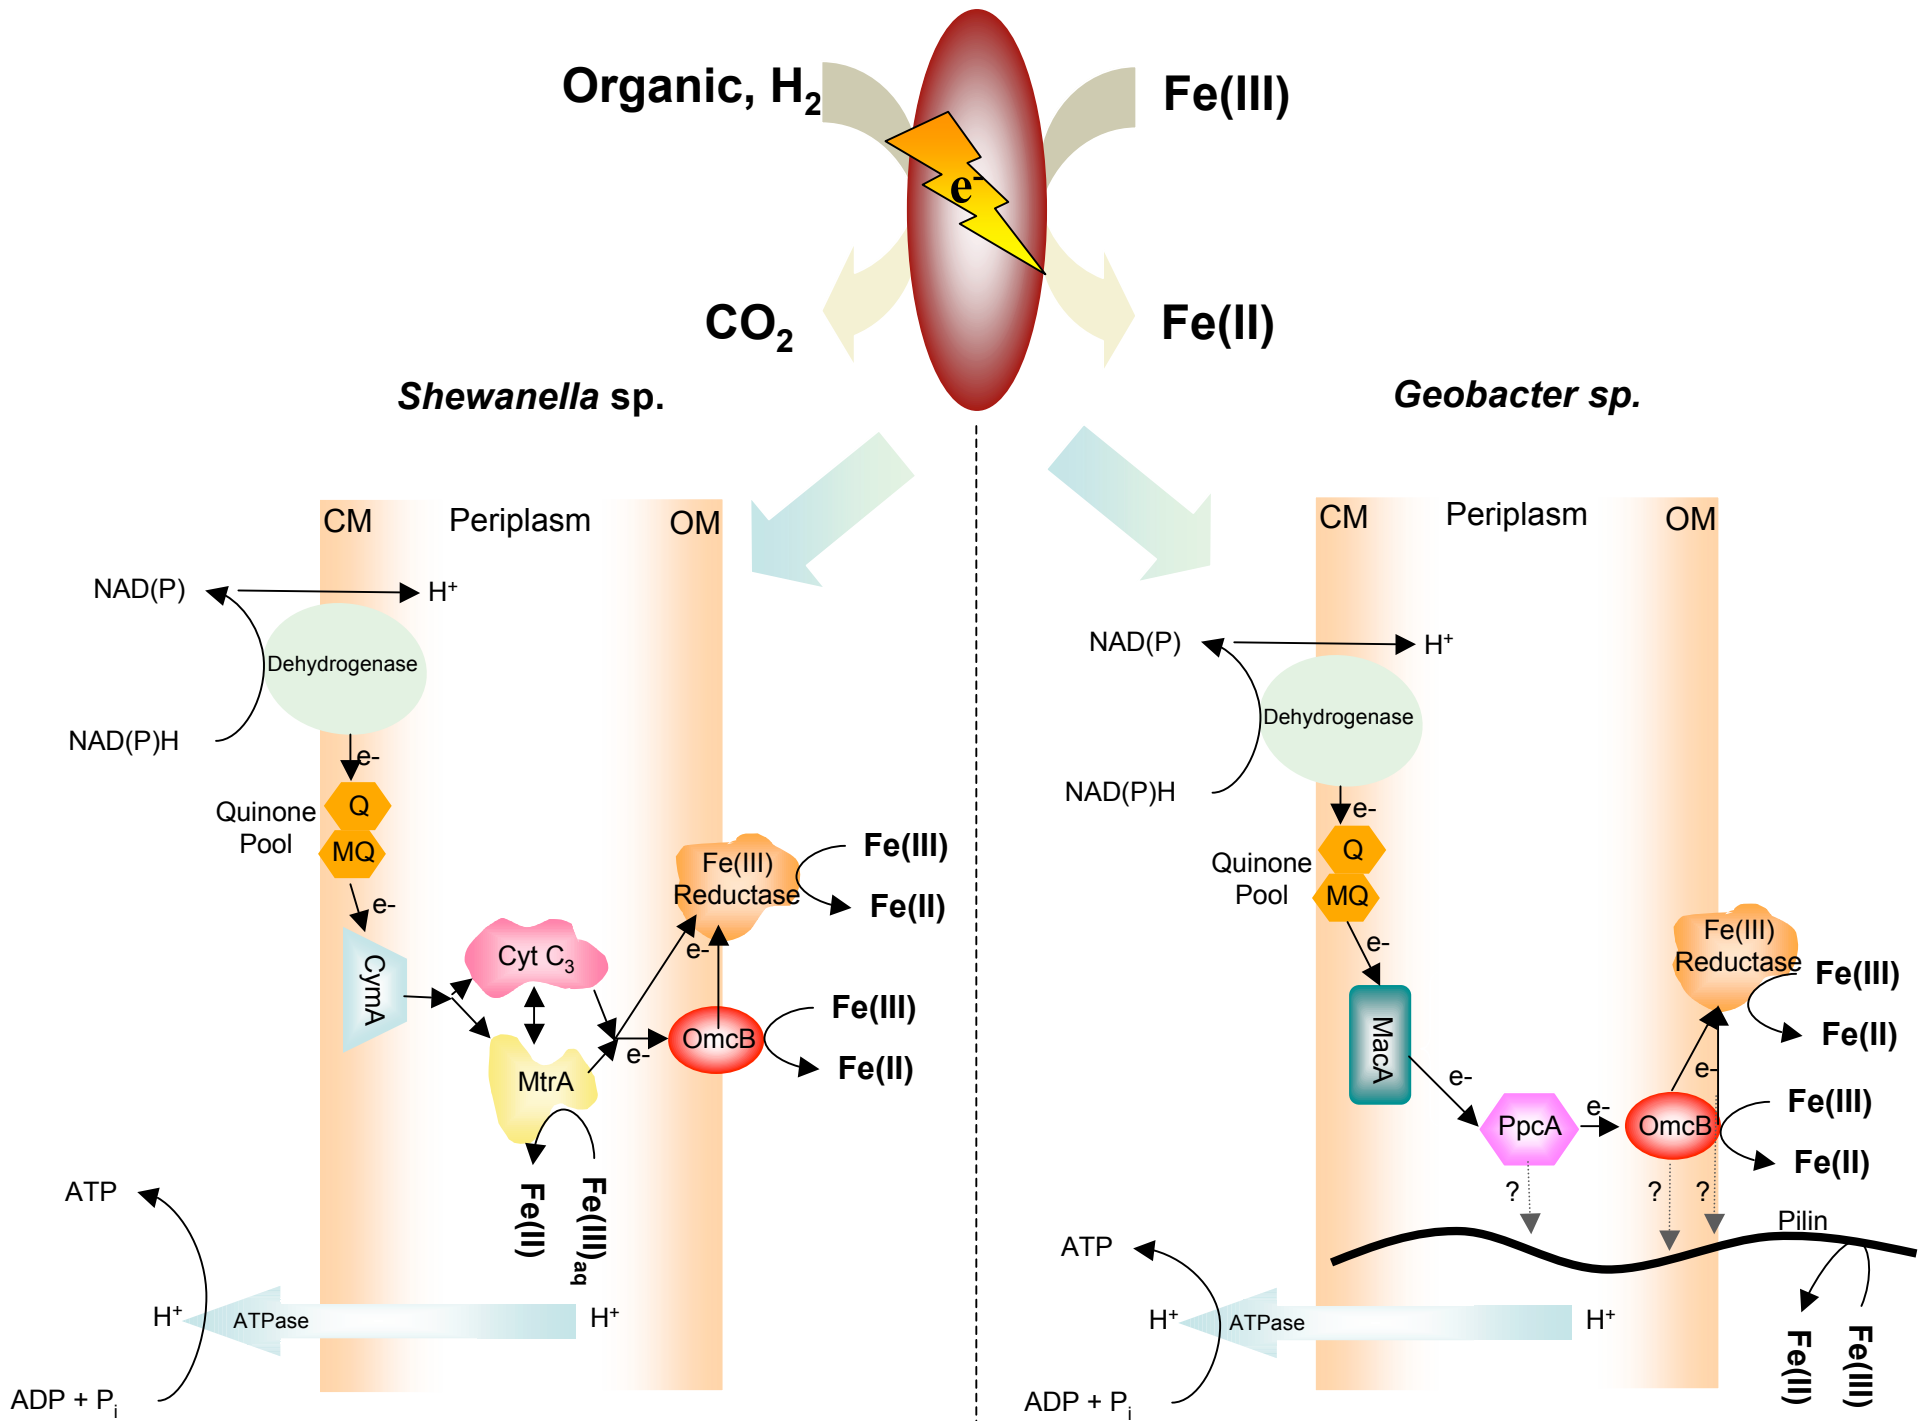 Organic, H2
Fe(III)
e-
CO2
Fe(II)
Shewanella sp.
Geobacter sp.
CM
Periplasm
OM
NAD(P)
H+
Dehydrogenase
NAD(P)H
e-
Quinone
Pool
Q
MQ
e-
CymA
Cyt C3
MtrA
Fe(II)
Fe(III)aq
e-
e-
Fe(III)
Reductase
Fe(III)
Fe(II)
OmcB
Fe(III)
Fe(II)
ATP
H+
ATPase
H+
ADP + Pi
CM
Periplasm
OM
NAD(P)
H+
Dehydrogenase
NAD(P)H
e-
Quinone
Pool
Q
MQ
e-
MacA
e-
PpcA
e-
OmcB
e-
Fe(III)
Reductase
Fe(III)
Fe(II)
Fe(III)
Fe(II)
?
?
?
Pilin
Fe(II)
Fe(III)
ATP
H+
ATPase
H+
ADP + Pi